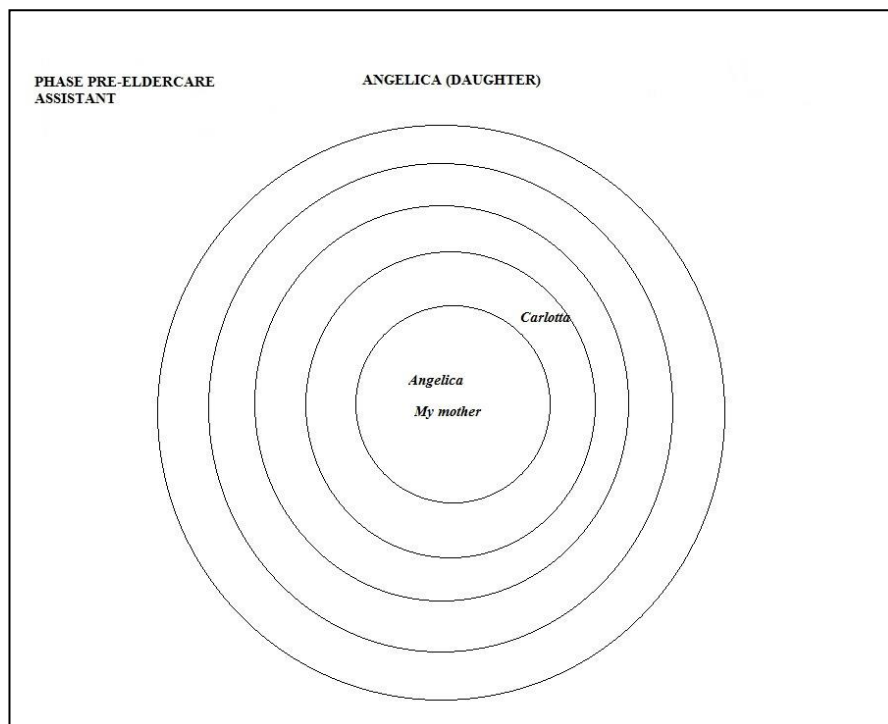 PHASE PRE-ELDERCARE
ASSISTANT
ANGELICA (DAUGHTER)
Carlotta
Angelica
My mother